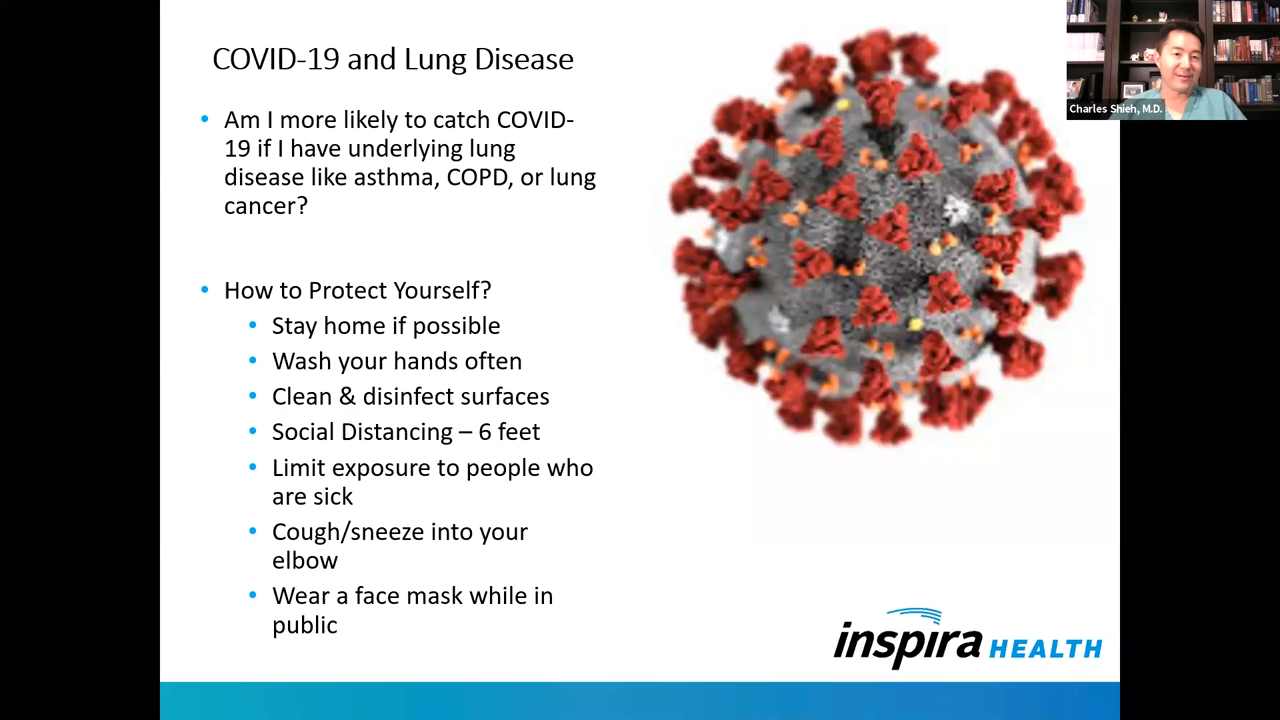 COVID-19 and Lung Disease
• Am I more likely to catch COVID-
19 if I have underlying lung
disease like asthma, COPD, or lung
cancer?
• How to Protect Yourself?
• Stay home if possible
• Wash your hands often
• Clean & disinfect surfaces
• Social Distancing – 6 feet
• Limit exposure to people who
are sick
• Cough/sneeze into your
elbow
• Wear a face mask while in
public
Charles Shieh, M.D.
inspira HEALTH